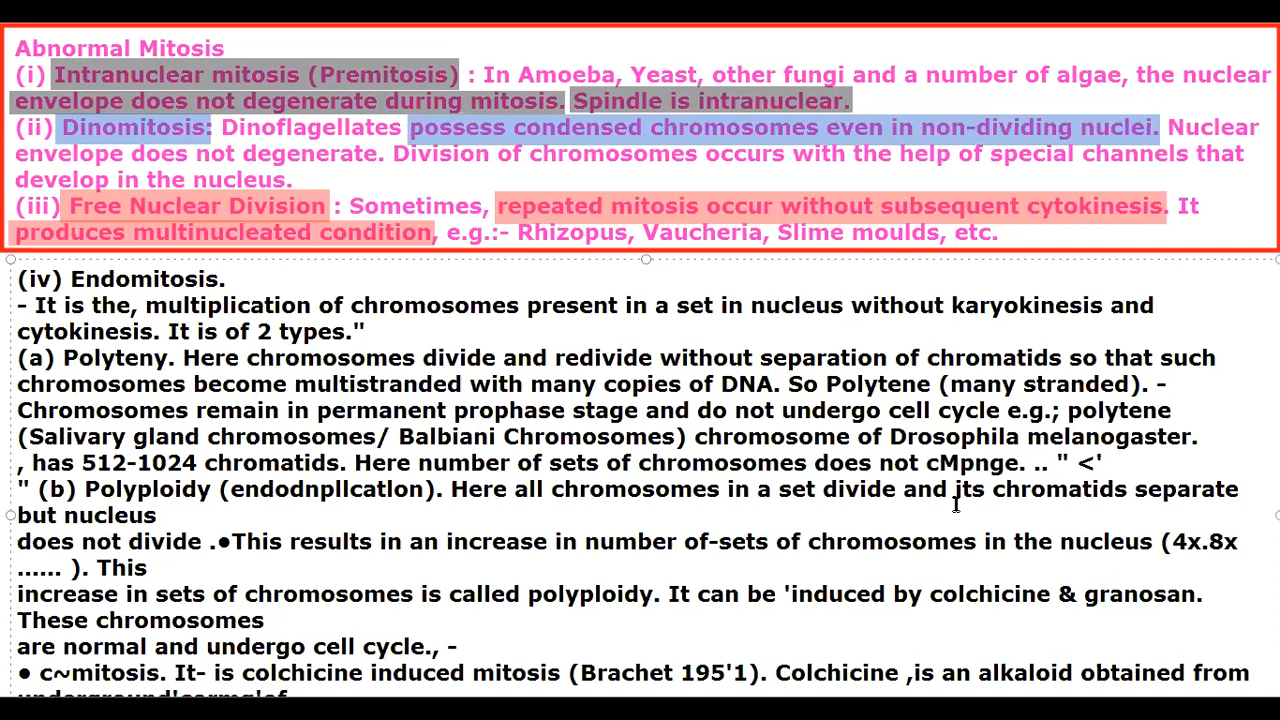 Abnormal Mitosis
(i) Intranuclear mitosis (Premitosis) : In Amoeba, Yeast, other fungi and a number of algae, the nuclear
envelope does not degenerate during mitosis. Spindle is intranuclear.
(ii) Dinomitosis: Dinoflagellates possess condensed chromosomes even in non-dividing nuclei. Nuclear
envelope does not degenerate. Division of chromosomes occurs with the help of special channels that
develop in the nucleus.
(iii) Free Nuclear Division : Sometimes, repeated mitosis occur without subsequent cytokinesis. It
produces multinucleated condition, e.g.:- Rhizopus, Vaucheria, Slime moulds, etc.
(iv) Endomitosis.
- It is the, multiplication of chromosomes present in a set in nucleus without karyokinesis and
cytokinesis. It is of 2 types."
(a) Polyteny. Here chromosomes divide and redivide without separation of chromatids so that such
chromosomes become multistranded with many copies of DNA. So Polytene (many stranded). -
Chromosomes remain in permanent prophase stage and do not undergo cell cycle e.g.; polytene
(Salivary gland chromosomes/ Balbiani Chromosomes) chromosome of Drosophila melanogaster.
, has 512-1024 chromatids. Here number of sets of chromosomes does not cMpnge. .. " <'
" (b) Polyploidy (endodnpllcatlon). Here all chromosomes in a set divide and its chromatids separate
but nucleus
does not divide .●This results in an increase in number of-sets of chromosomes in the nucleus (4x.8x
...... ). This
increase in sets of chromosomes is called polyploidy. It can be 'induced by colchicine & granosan.
These chromosomes
are normal and undergo cell cycle., -
● c~mitosis. It- is colchicine induced mitosis (Brachet 195'1). Colchicine ,is an alkaloid obtained from